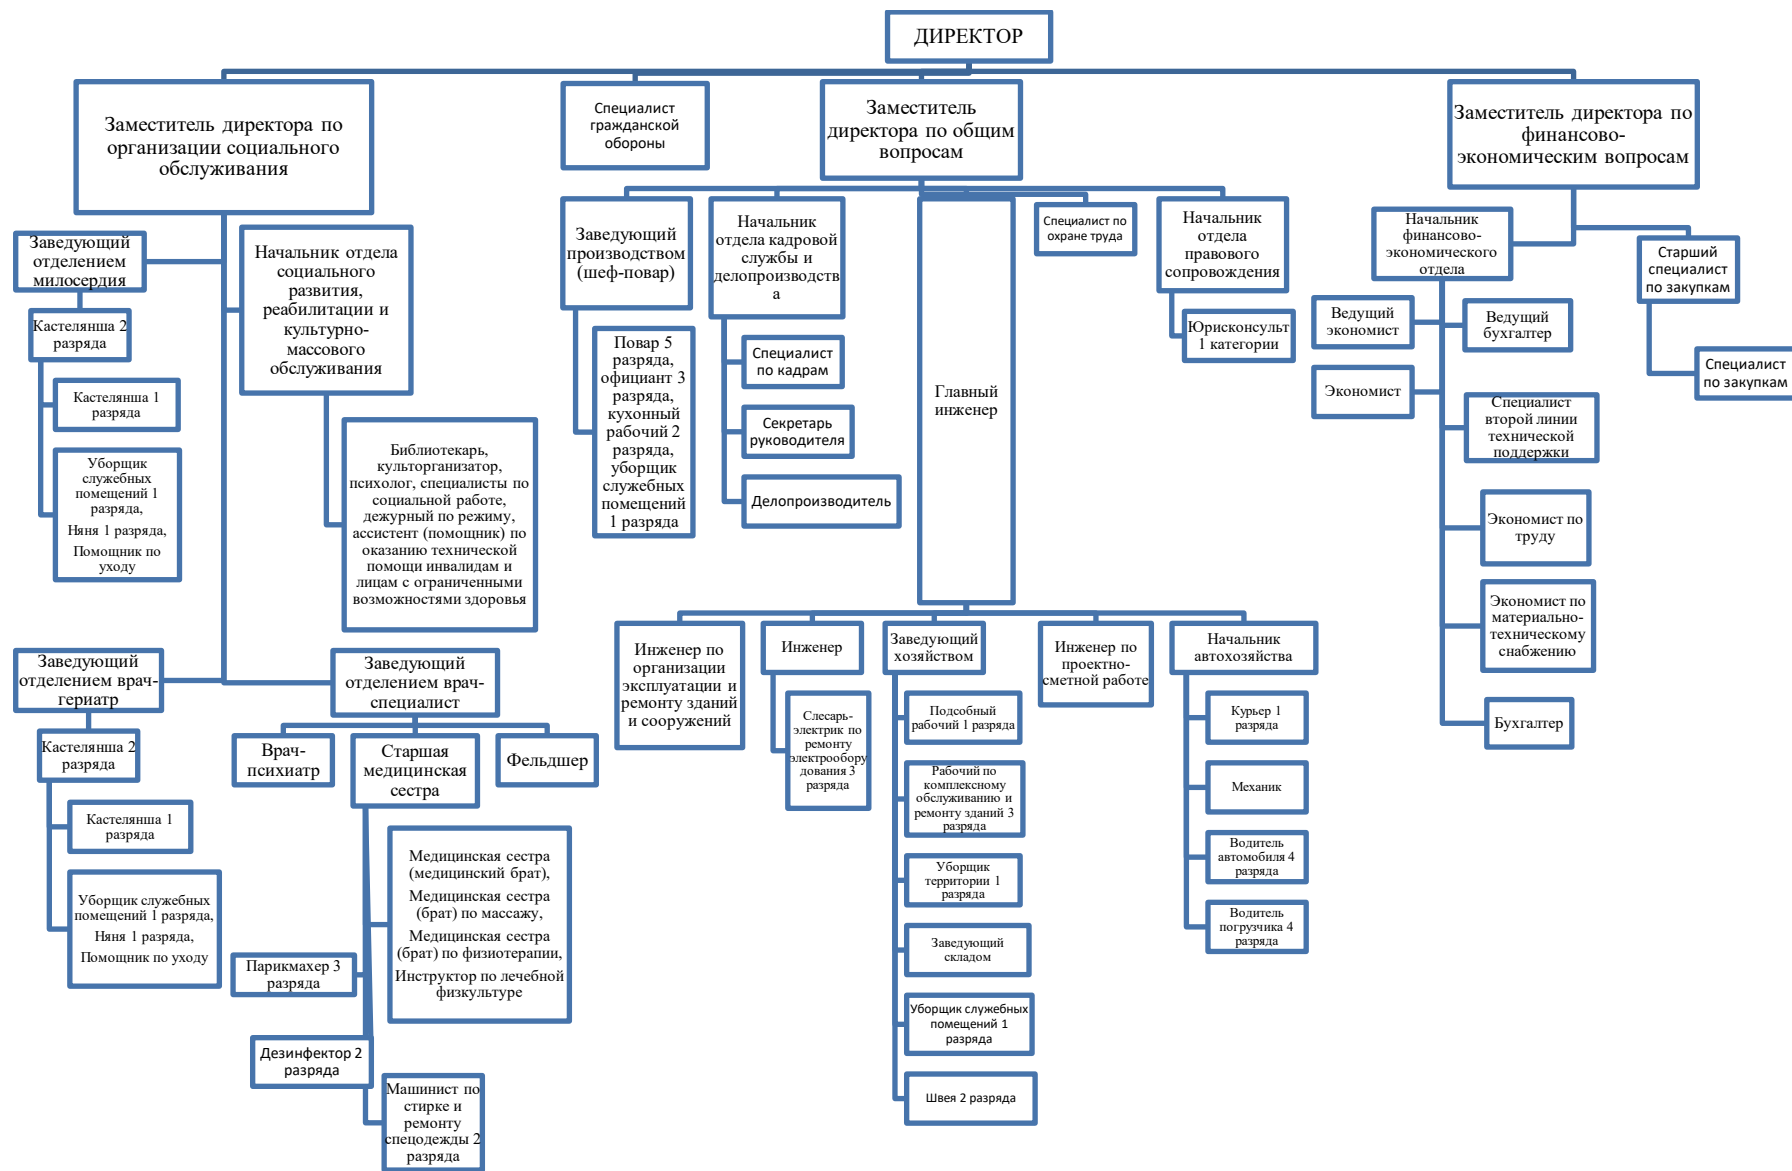 ДИРЕКТОР
Заместитель директора по
организации социального
обслуживания
Специалист
гражданской
обороны
Заместитель
директора по общим
вопросам
Заместитель директора по
финансово-
экономическим вопросам
Заведующий
отделением
милосердия
Кастелянша 2
разряда
Кастелянша 1
разряда
Уборщик
служебных
помещений 1
разряда,
Няня 1 разряда,
Помощник по
уходу
Начальник отдела
социального
развития,
реабилитации и
культурно-
массового
обслуживания
Библиотекарь,
культорганизатор,
психолог, специалисты по
социальной работе,
дежурный по режиму,
ассистент (помощник) по
оказанию технической
помощи инвалидам и
лицам с ограниченными
возможностями здоровья
Заведующий
отделением врач-
гериатр
Кастелянша 2
разряда
Кастелянша 1
разряда
Уборщик служебных
помещений 1 разряда,
Няня 1 разряда,
Помощник по уходу
Заведующий
отделением врач-
специалист
Врач-
психиатр
Старшая
медицинская
сестра
Фельдшер
Медицинская сестра
(медицинский брат),
Медицинская сестра
(брат) по массажу,
Медицинская сестра
(брат) по физиотерапии,
Инструктор по лечебной
физкультуре
Парикмахер 3
разряда
Дезинфектор 2
разряда
Машинист по
стирке и
ремонту
спецодежды 2
разряда
Заведующий
производством
(шеф-повар)
Повар 5
разряда,
официант 3
разряда,
кухонный
рабочий 2
разряда,
уборщик
служебных
помещений
1 разряда
Начальник
отдела кадровой
службы и
делопроизводств
а
Специалист
по кадрам
Секретарь
руководителя
Делопроизводитель
Главный
инженер
Специалист по
охране труда
Начальник
отдела
правового
сопровождения
Юрисконсульт
1 категории
Инженер по
организации
эксплуатации и
ремонту зданий
и сооружений
Инженер
Слесарь-
электрик по
ремонту
электрообору
дования 3
разряда
Заведующий
хозяйством
Подсобный
рабочий 1 разряда
Рабочий по
комплексному
обслуживанию и
ремонту зданий 3
разряда
Уборщик
территории 1
разряда
Заведующий
складом
Уборщик служебных
помещений 1
разряда
Швея 2 разряда
Инженер по
проектно-
сметной работе
Начальник
автохозяйства
Курьер 1
разряда
Механик
Водитель
автомобиля 4
разряда
Водитель
погрузчика 4
разряда
Начальник
финансово-
экономического
отдела
Ведущий
экономист
Ведущий
бухгалтер
Экономист
Специалист
второй линии
технической
поддержки
Экономист по
труду
Экономист по
материально-
техническому
снабжению
Бухгалтер
Старший
специалист
по закупкам
Специалист
по закупкам